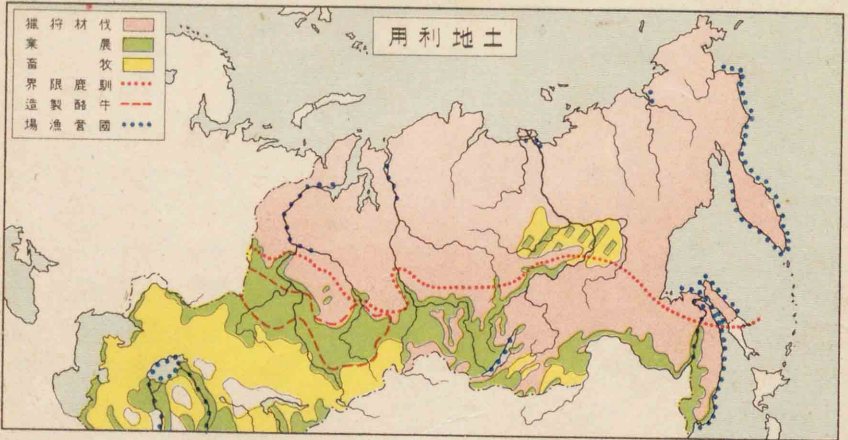 土地利用
伐材狩獵
農業
牧畜
馴鹿限界
牛酪製造
國營漁場